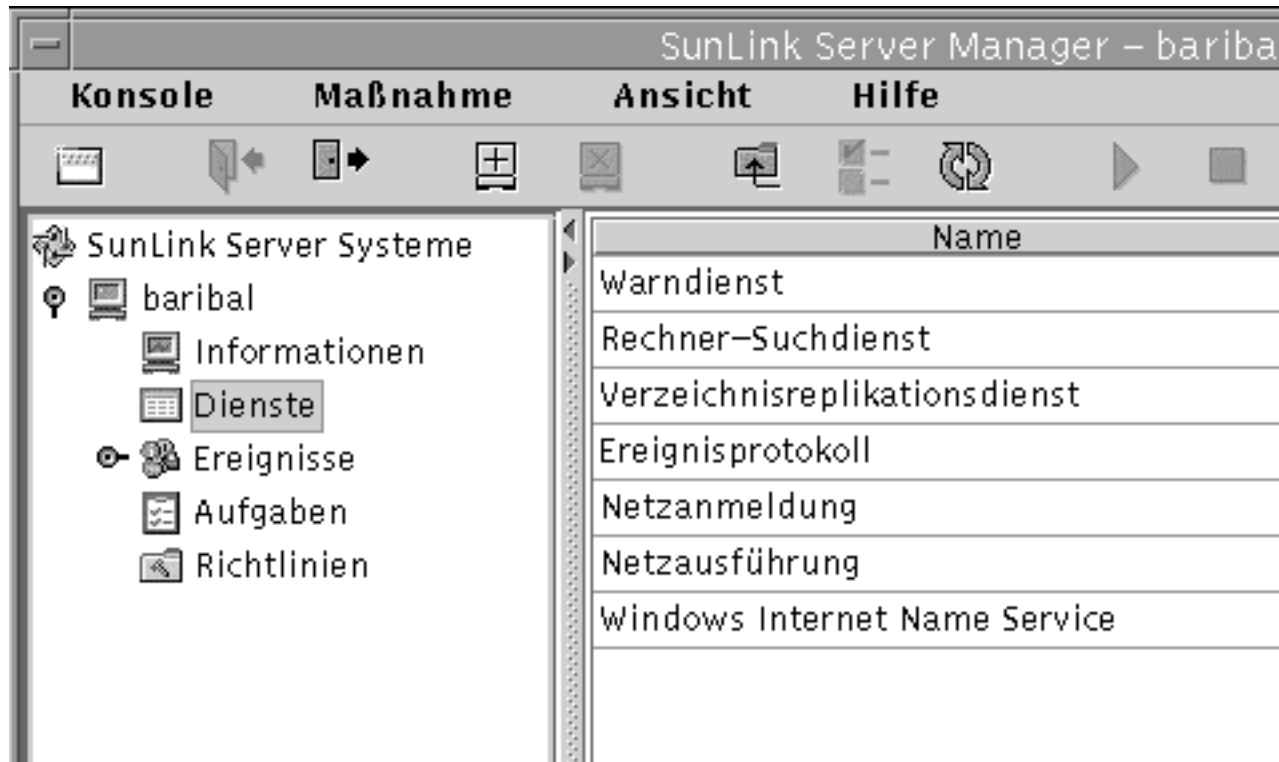 SunLink Server Manager – bariba
Konsole Maßnahme Ansicht Hilfe
SunLink Server Systeme
baribal
Informationen
Dienste
Ereignisse
Aufgaben
Richtlinien
Name
Warndienst
Rechner–Suchdienst
Verzeichnisreplikationsdienst
Ereignisprotokoll
Netzanmeldung
Netzausführung
Windows Internet Name Service